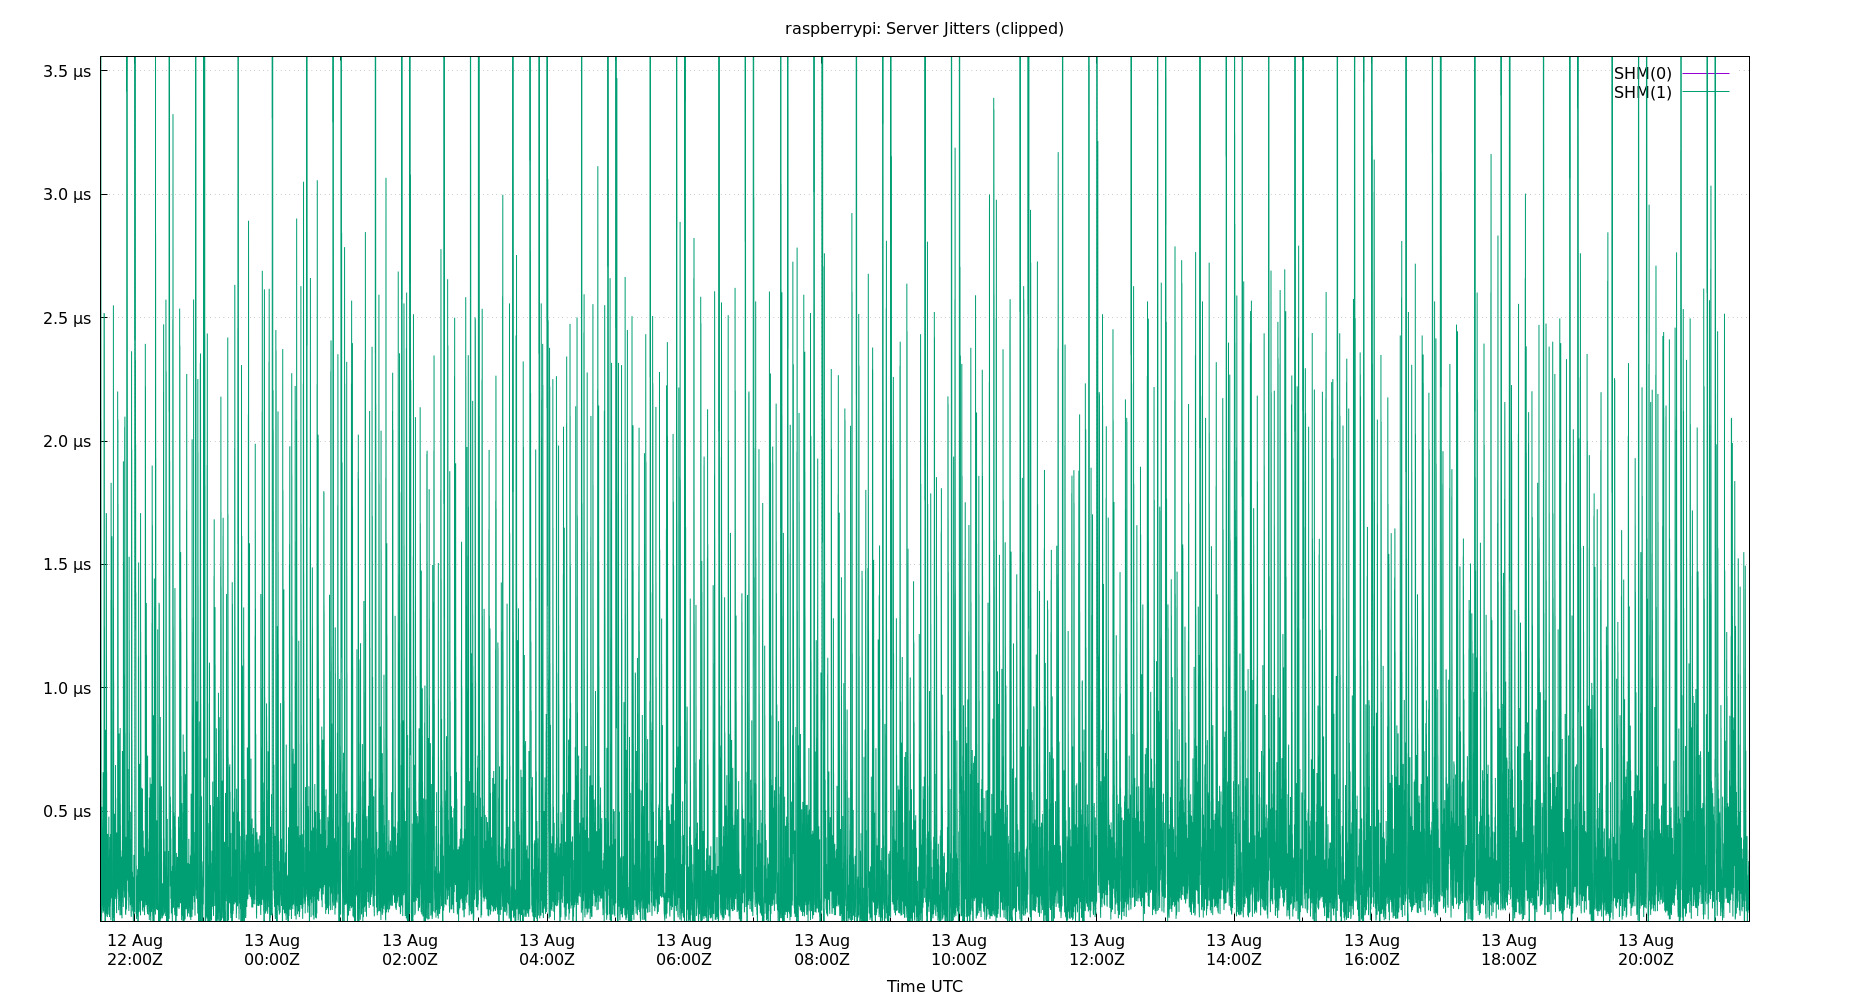 raspberrypi: Server Jitters (clipped)
3.5 µs
SHM(0)
SHM(1)
3.0 µs
2.5 µs
2.0 µs
1.5 µs
1.0 µs
0.5 µs
12 Aug 13 Aug 13 Aug 13 Aug 13 Aug 13 Aug 13 Aug 13 Aug 13 Aug 13 Aug 13 Aug 13 Aug
22:00Z 00:00Z 02:00Z 04:00Z 06:00Z 08:00Z 10:00Z 12:00Z 14:00Z 16:00Z 18:00Z 20:00Z
Time UTC